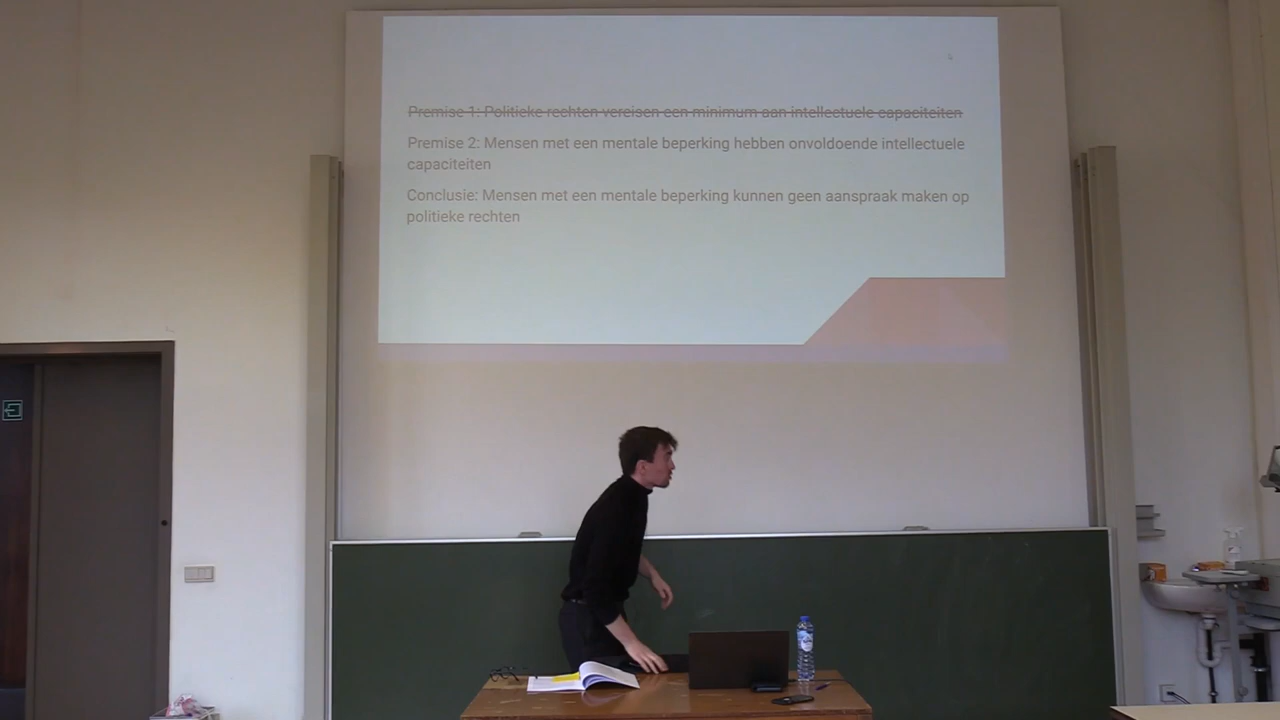 Premise 1: Politieke rechten vereisen een minimum aan intellectuele capaciteiten
Premise 2: Mensen met een mentale beperking hebben onvoldoende intellectuele
capaciteiten
Conclusie: Mensen met een mentale beperking kunnen geen aanspraak maken op
politieke rechten